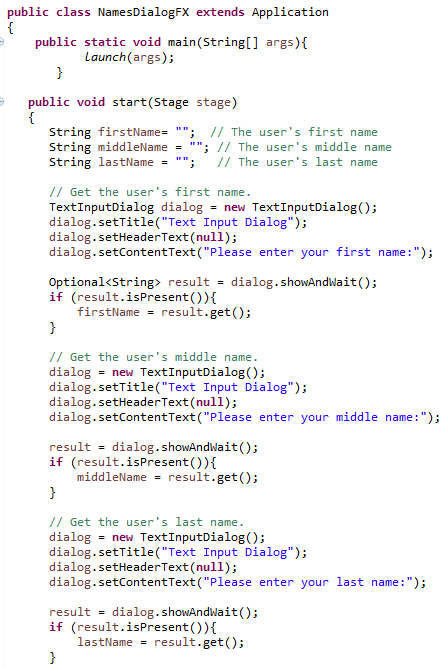 public class NamesDialogFX extends Application
{
    public static void main(String[] args){
           launch(args);
       }

   public void start(Stage stage)
   {
      String firstName= "";  // The user's first name
      String middleName = ""; // The user's middle name
      String lastName = "";   // The user's last name

      // Get the user's first name.
      TextInputDialog dialog = new TextInputDialog();
      dialog.setTitle("Text Input Dialog");
      dialog.setHeaderText(null);
      dialog.setContentText("Please enter your first name:");

      Optional<String> result = dialog.showAndWait();
      if (result.isPresent()){
          firstName = result.get();
      }

      // Get the user's middle name.
      dialog = new TextInputDialog();
      dialog.setTitle("Text Input Dialog");
      dialog.setHeaderText(null);
      dialog.setContentText("Please enter your middle name:");

      result = dialog.showAndWait();
      if (result.isPresent()){
          middleName = result.get();
      }

      // Get the user's last name.
      dialog = new TextInputDialog();
      dialog.setTitle("Text Input Dialog");
      dialog.setHeaderText(null);
      dialog.setContentText("Please enter your last name:");

      result = dialog.showAndWait();
      if (result.isPresent()){
          lastName = result.get();
      }